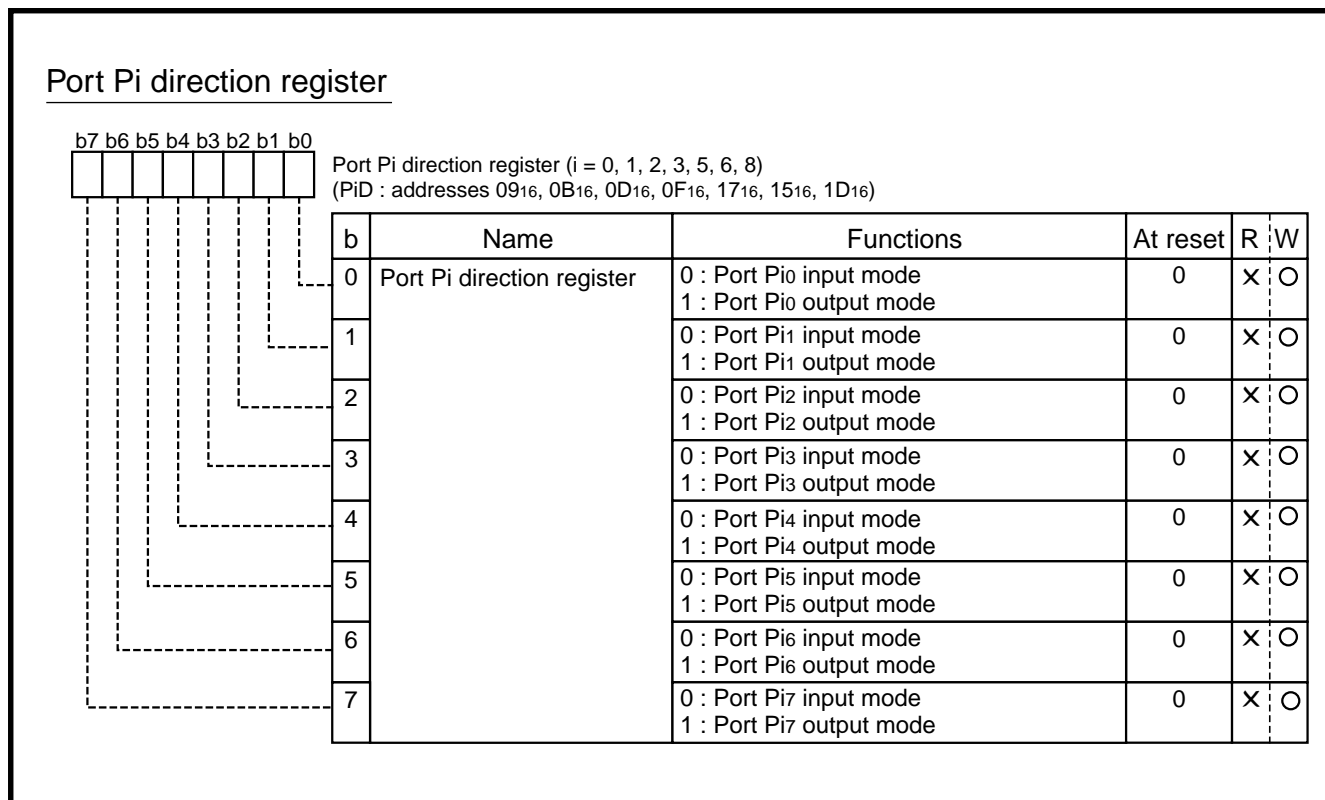 Port Pi direction register
b7 b6 b5 b4 b3 b2 b1 b0
Port Pi direction register (i = 0, 1, 2, 3, 5, 6, 8)
(PiD : addresses 0916, 0B16, 0D16, 0F16, 1716, 1516, 1D16)
b Name Functions At reset R W
0 Port Pi direction register 0 : Port Pi0 input mode 0 × ○
1 : Port Pi0 output mode
1 0 : Port Pi1 input mode 0 × ○
1 : Port Pi1 output mode
2 0 : Port Pi2 input mode 0 × ○
1 : Port Pi2 output mode
3 0 : Port Pi3 input mode 0 × ○
1 : Port Pi3 output mode
4 0 : Port Pi4 input mode 0 × ○
1 : Port Pi4 output mode
5 0 : Port Pi5 input mode 0 × ○
1 : Port Pi5 output mode
6 0 : Port Pi6 input mode 0 × ○
1 : Port Pi6 output mode
7 0 : Port Pi7 input mode 0 × ○
1 : Port Pi7 output mode